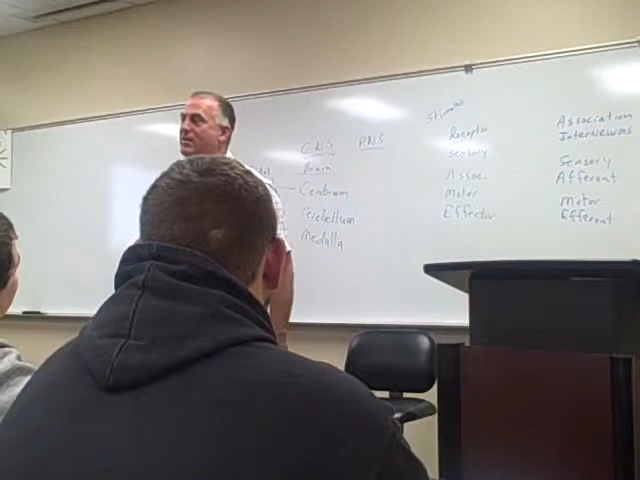 CNS PNS
Brain
Cerebrum
Cerebellum
Medulla
Stimulus
Receptor
Sensory
Assoc.
Motor
Effector
Association
Interneurons
Sensory
Afferent
Motor
Efferent